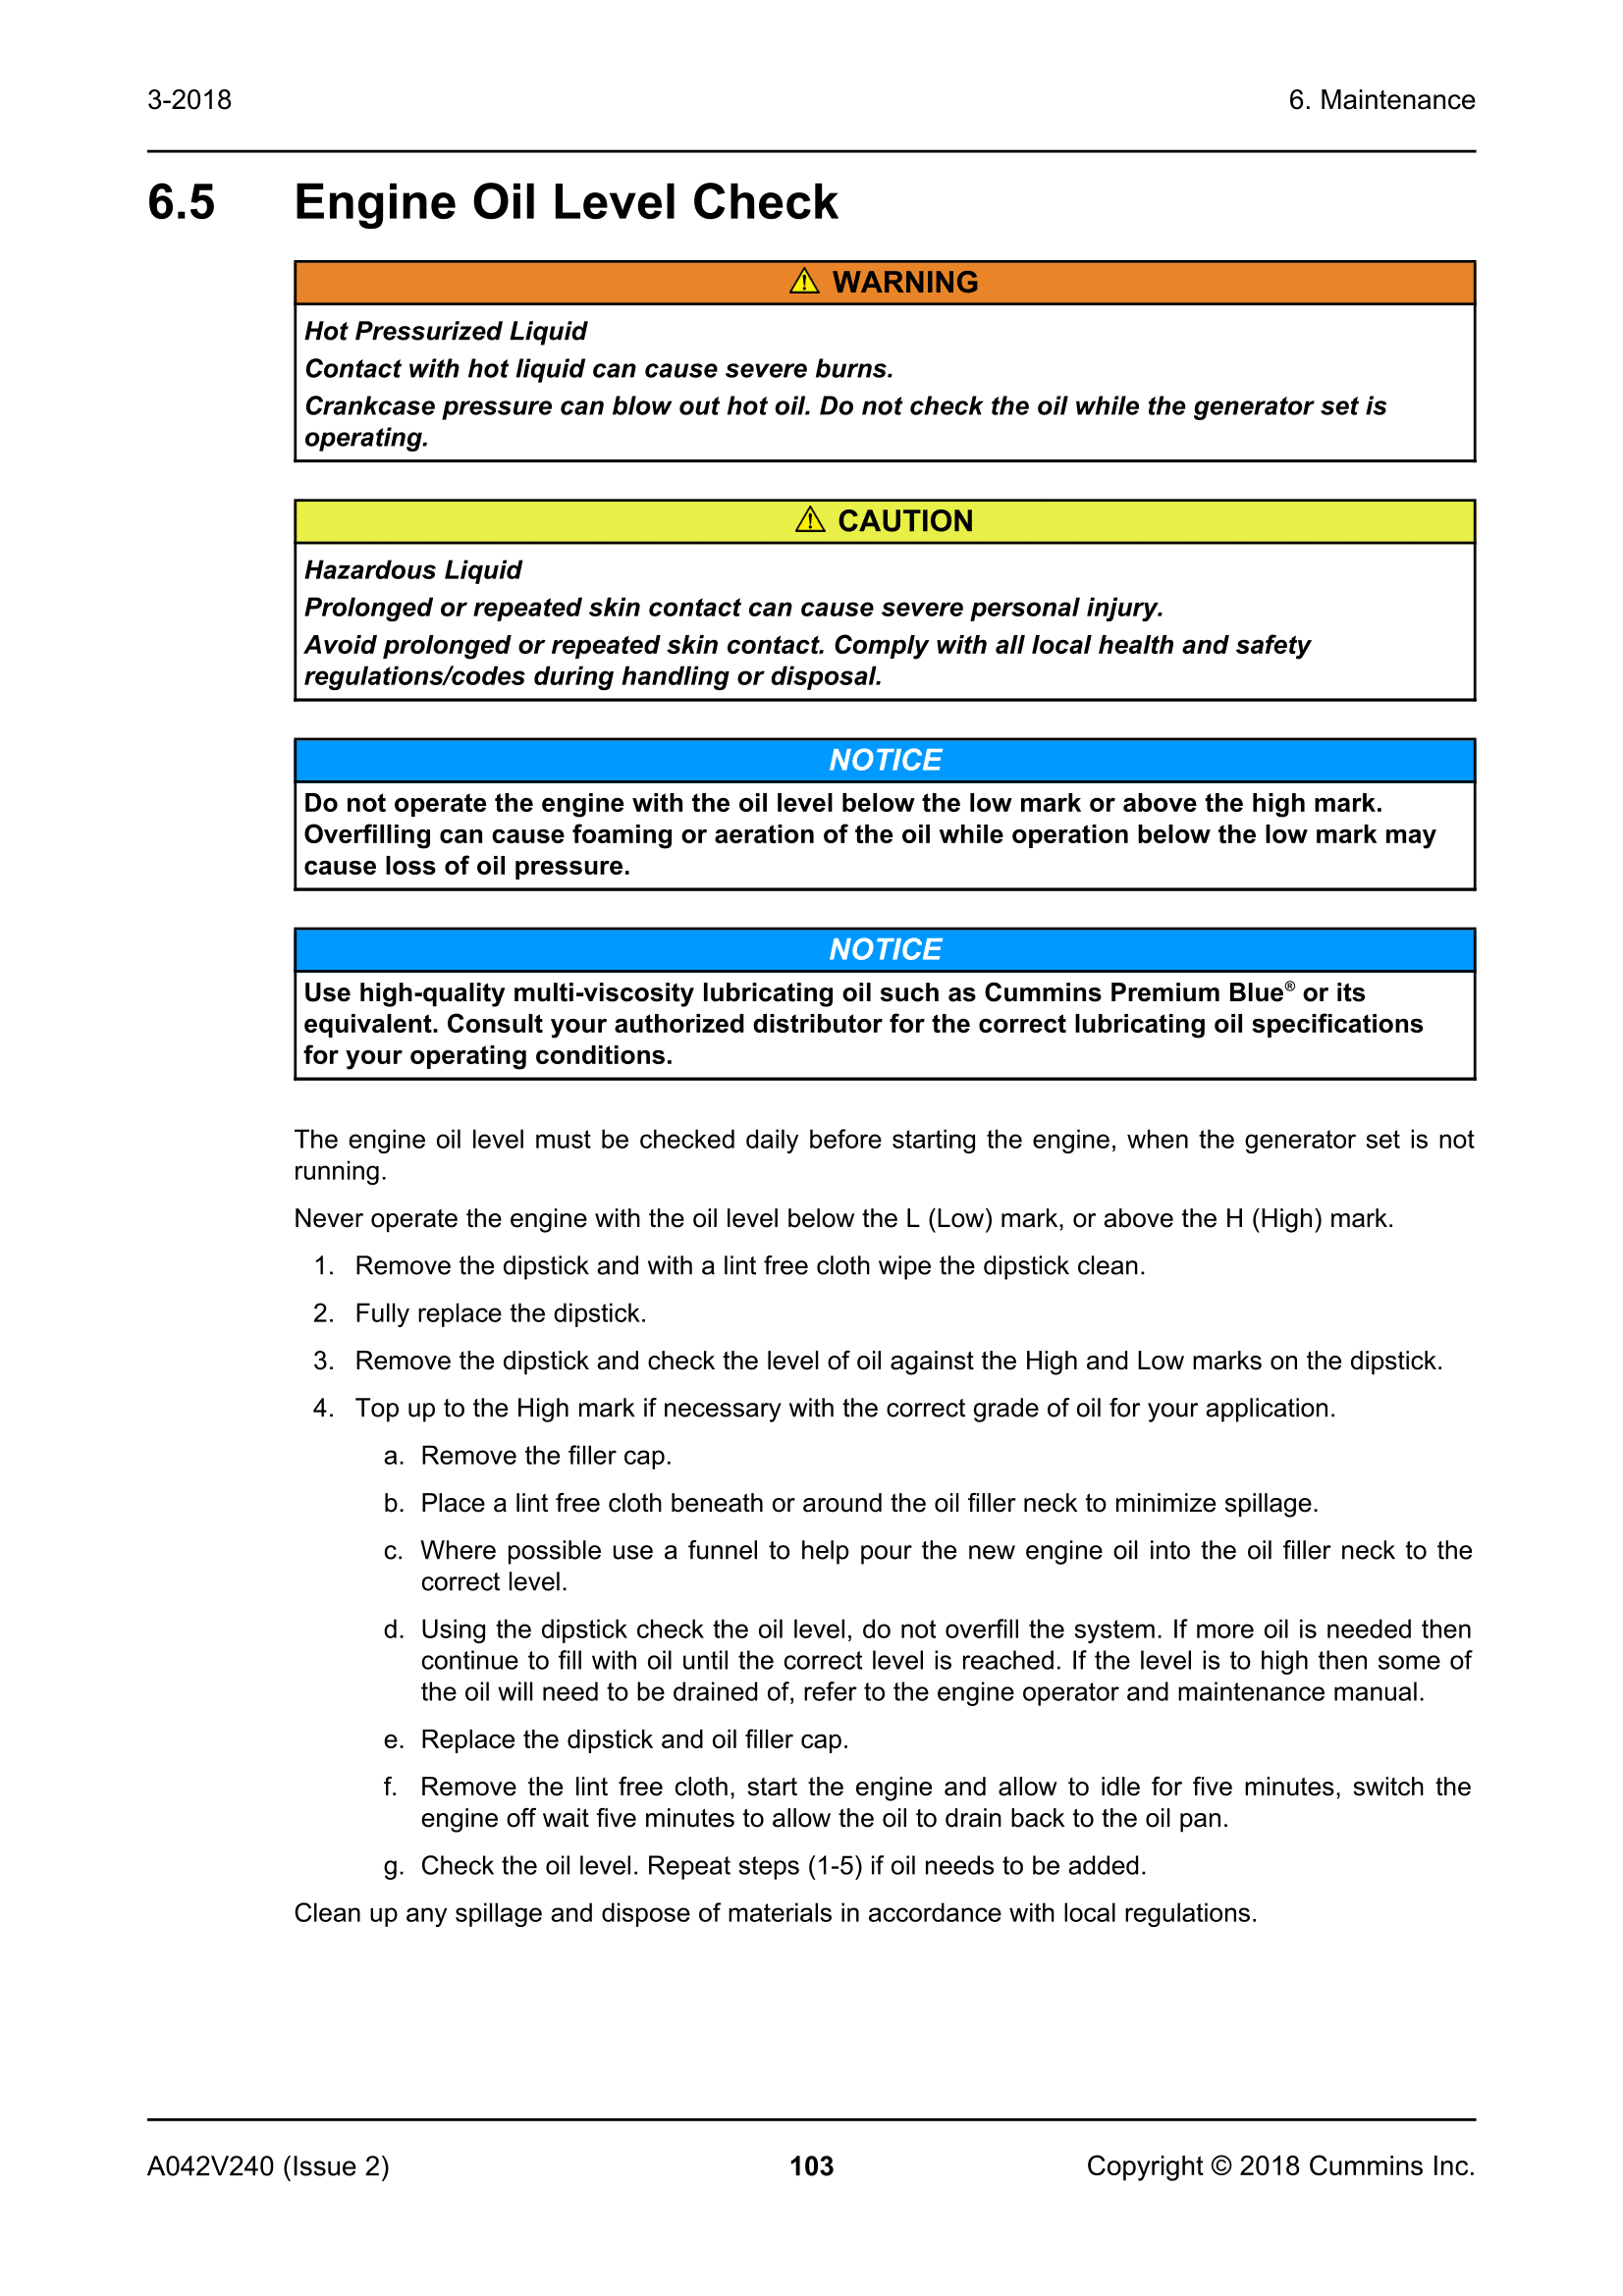 3-2018
6. Maintenance
6.5 Engine Oil Level Check
WARNING
Hot Pressurized Liquid
Contact with hot liquid can cause severe burns.
Crankcase pressure can blow out hot oil. Do not check the oil while the generator set is
operating.
CAUTION
Hazardous Liquid
Prolonged or repeated skin contact can cause severe personal injury.
Avoid prolonged or repeated skin contact. Comply with all local health and safety
regulations/codes during handling or disposal.
NOTICE
Do not operate the engine with the oil level below the low mark or above the high mark.
Overfilling can cause foaming or aeration of the oil while operation below the low mark may
cause loss of oil pressure.
NOTICE
Use high-quality multi-viscosity lubricating oil such as Cummins Premium Blue® or its
equivalent. Consult your authorized distributor for the correct lubricating oil specifications
for your operating conditions.
The engine oil level must be checked daily before starting the engine, when the generator set is not
running.
Never operate the engine with the oil level below the L (Low) mark, or above the H (High) mark.
1. Remove the dipstick and with a lint free cloth wipe the dipstick clean.
2. Fully replace the dipstick.
3. Remove the dipstick and check the level of oil against the High and Low marks on the dipstick.
4. Top up to the High mark if necessary with the correct grade of oil for your application.
a. Remove the filler cap.
b. Place a lint free cloth beneath or around the oil filler neck to minimize spillage.
c. Where possible use a funnel to help pour the new engine oil into the oil filler neck to the
correct level.
d. Using the dipstick check the oil level, do not overfill the system. If more oil is needed then
continue to fill with oil until the correct level is reached. If the level is to high then some of
the oil will need to be drained of, refer to the engine operator and maintenance manual.
e. Replace the dipstick and oil filler cap.
f. Remove the lint free cloth, start the engine and allow to idle for five minutes, switch the
engine off wait five minutes to allow the oil to drain back to the oil pan.
g. Check the oil level. Repeat steps (1-5) if oil needs to be added.
Clean up any spillage and dispose of materials in accordance with local regulations.
A042V240 (Issue 2)
103
Copyright © 2018 Cummins Inc.